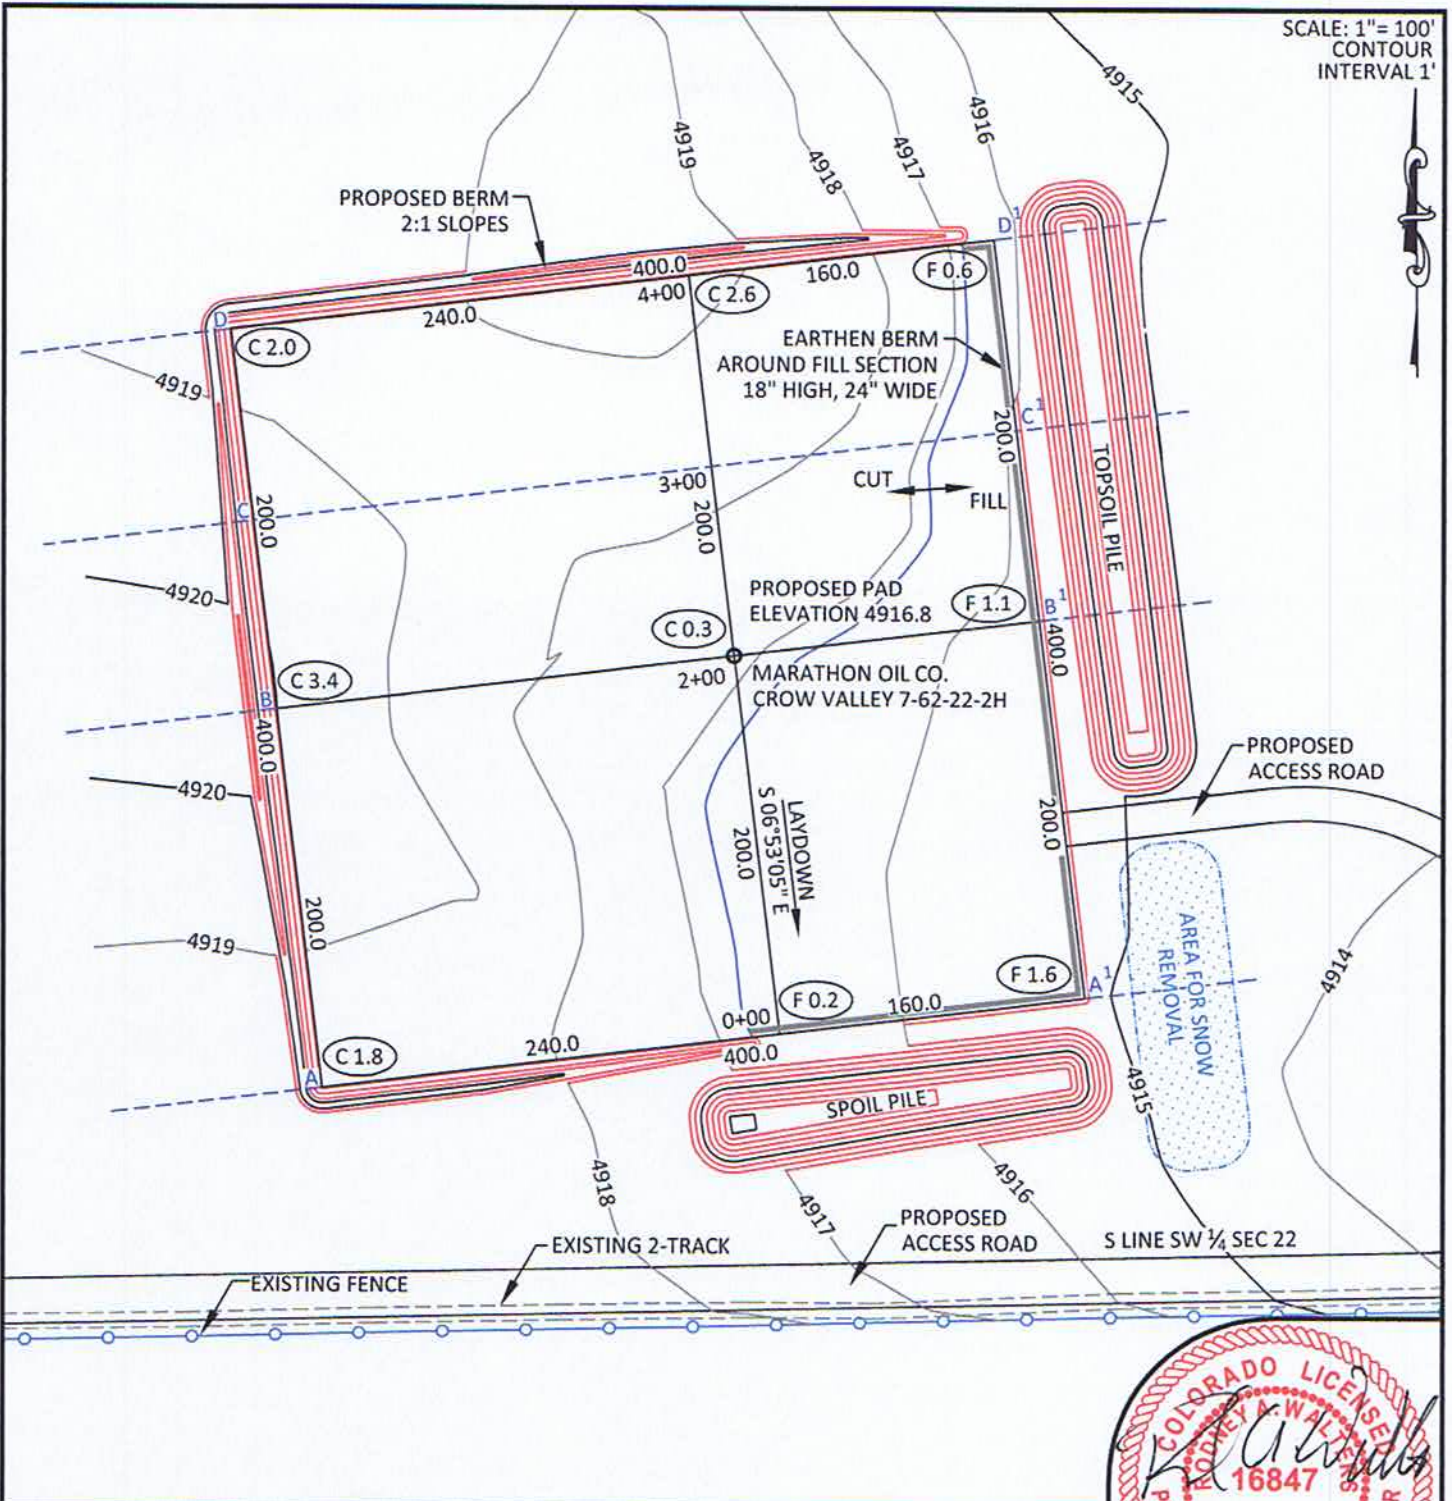 SCALE: 1"= 100'
CONTOUR
INTERVAL 1'
4915
4916
4917
4918
4919
PROPOSED BERM
2:1 SLOPES
D1
F 0.6
400.0
160.0
4+00
C 2.6
240.0
D
C 2.0
EARTHEN BERM
AROUND FILL SECTION
18" HIGH, 24" WIDE
4919
C1
200.0
TOPSOIL PILE
3+00
CUT
FILL
C
200.0
200.0
4920
PROPOSED PAD
ELEVATION 4916.8
F 1.1
B1
C 0.3
400.0
2+00
MARATHON OIL CO.
CROW VALLEY 7-62-22-2H
C 3.4
B
400.0
PROPOSED
ACCESS ROAD
4920
200.0
LAYDOWN
S 06°53'05" E
200.0
200.0
4919
AREA FOR SNOW
REMOVAL
4914
F 1.6
A1
F 0.2
160.0
0+00
400.0
240.0
C 1.8
A
SPOIL PILE
4915
4918
4917
4916
PROPOSED
ACCESS ROAD
S LINE SW ¼ SEC 22
EXISTING 2-TRACK
EXISTING FENCE
COLORADO LICENSED
RODNEY A. WALTERS
16847